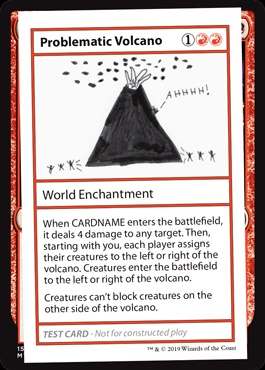 Problematic Volcano 1
AHHHH!
World Enchantment
When CARDNAME enters the battlefield,
it deals 4 damage to any target. Then,
starting with you, each player assigns
their creatures to the left or right of the
volcano. Creatures enter the battlefield
to the left or right of the volcano.
Creatures can't block creatures on the
other side of the volcano.
TEST CARD - Not for constructed play
15
M
™ & © 2019 Wizards of the Coast